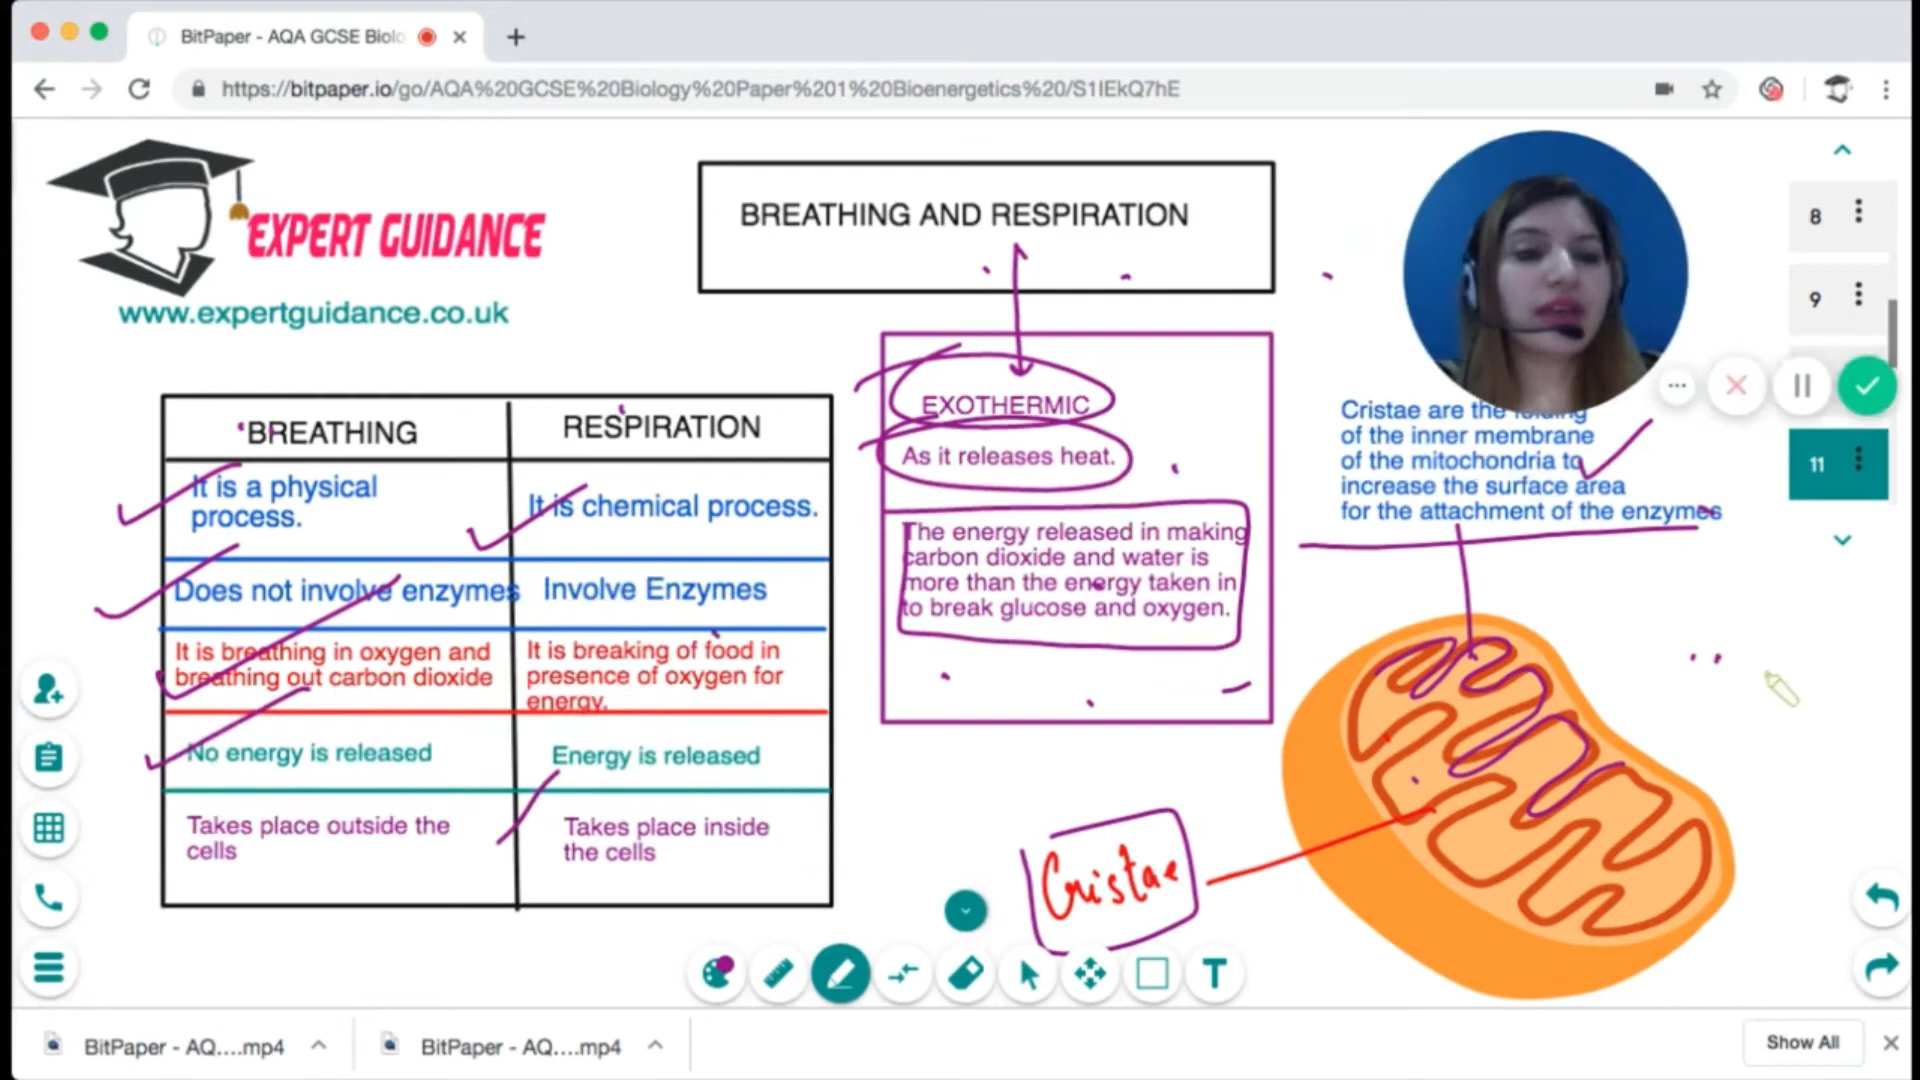 BitPaper - AQA GCSE Biolo
https://bitpaper.io/go/AQA%20GCSE%20Biology%20Paper%201%20Bioenergetics%20/S1IEkQ7hE
EXPERT GUIDANCE
www.expertguidance.co.uk
BREATHING AND RESPIRATION
8
9
11
BREATHING
RESPIRATION
It is a physical
process.
It is chemical process.
Does not involve enzymes
Involve Enzymes
It is breathing in oxygen and
breathing out carbon dioxide
It is breaking of food in
presence of oxygen for
energy.
No energy is released
Energy is released
Takes place outside the
cells
Takes place inside
the cells
EXOTHERMIC
As it releases heat.
The energy released in making
carbon dioxide and water is
more than the energy taken in
to break glucose and oxygen.
Cristae are the folding
of the inner membrane
of the mitochondria to
increase the surface area
for the attachment of the enzymes
Cristae
T
BitPaper - AQ....mp4
BitPaper - AQ....mp4
Show All